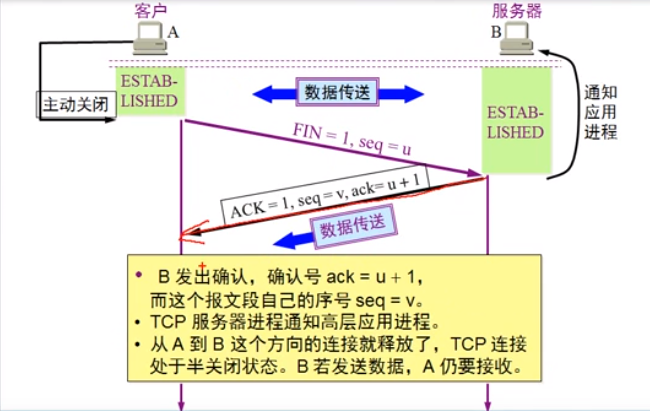 客户
服务器
A
B
ESTAB-
LISHED
主动关闭
数据传送
ESTAB-
LISHED
通知
应用
进程
FIN = 1, seq = u
ACK = 1, seq = v, ack= u + 1
数据传送
• B 发出确认，确认号 ack = u + 1，
而这个报文段自己的序号 seq = v。
• TCP 服务器进程通知高层应用进程。
• 从 A 到 B 这个方向的连接就释放了，TCP 连接
处于半关闭状态。B 若发送数据，A 仍要接收。